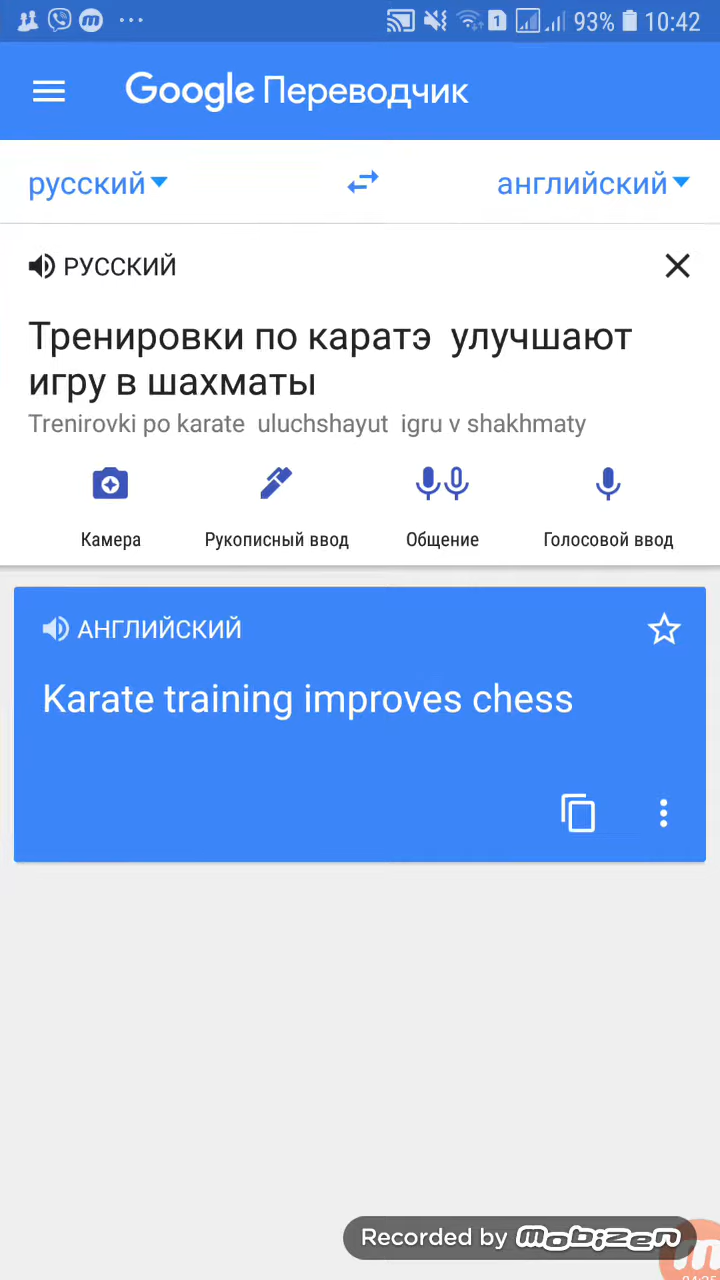 1 93% 10:42
Google Переводчик
русский английский
РУССКИЙ
Тренировки по каратэ улучшают
игру в шахматы
Trenirovki po karate uluchshayut igru v shakhmaty
Камера Рукописный ввод Общение Голосовой ввод
АНГЛИЙСКИЙ
Karate training improves chess
Recorded by mobizen